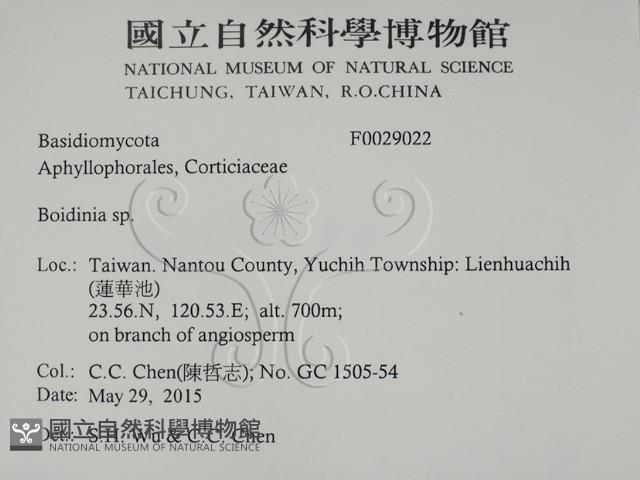 國立自然科學博物館
NATIONAL MUSEUM OF NATURAL SCIENCE
TAICHUNG, TAIWAN, R.O.CHINA
Basidiomycota F0029022
Aphyllophorales, Corticiaceae
Boidinia sp.
Loc.: Taiwan. Nantou County, Yuchih Township: Lienhuachih
(蓮華池)
23.56.N, 120.53.E; alt. 700m;
on branch of angiosperm
Col.: C.C. Chen(陳哲志); No. GC 1505-54
Date: May 29, 2015
Det.: S.H. Wu & C.C. Chen
國立自然科學博物館
NATIONAL MUSEUM OF NATURAL SCIENCE